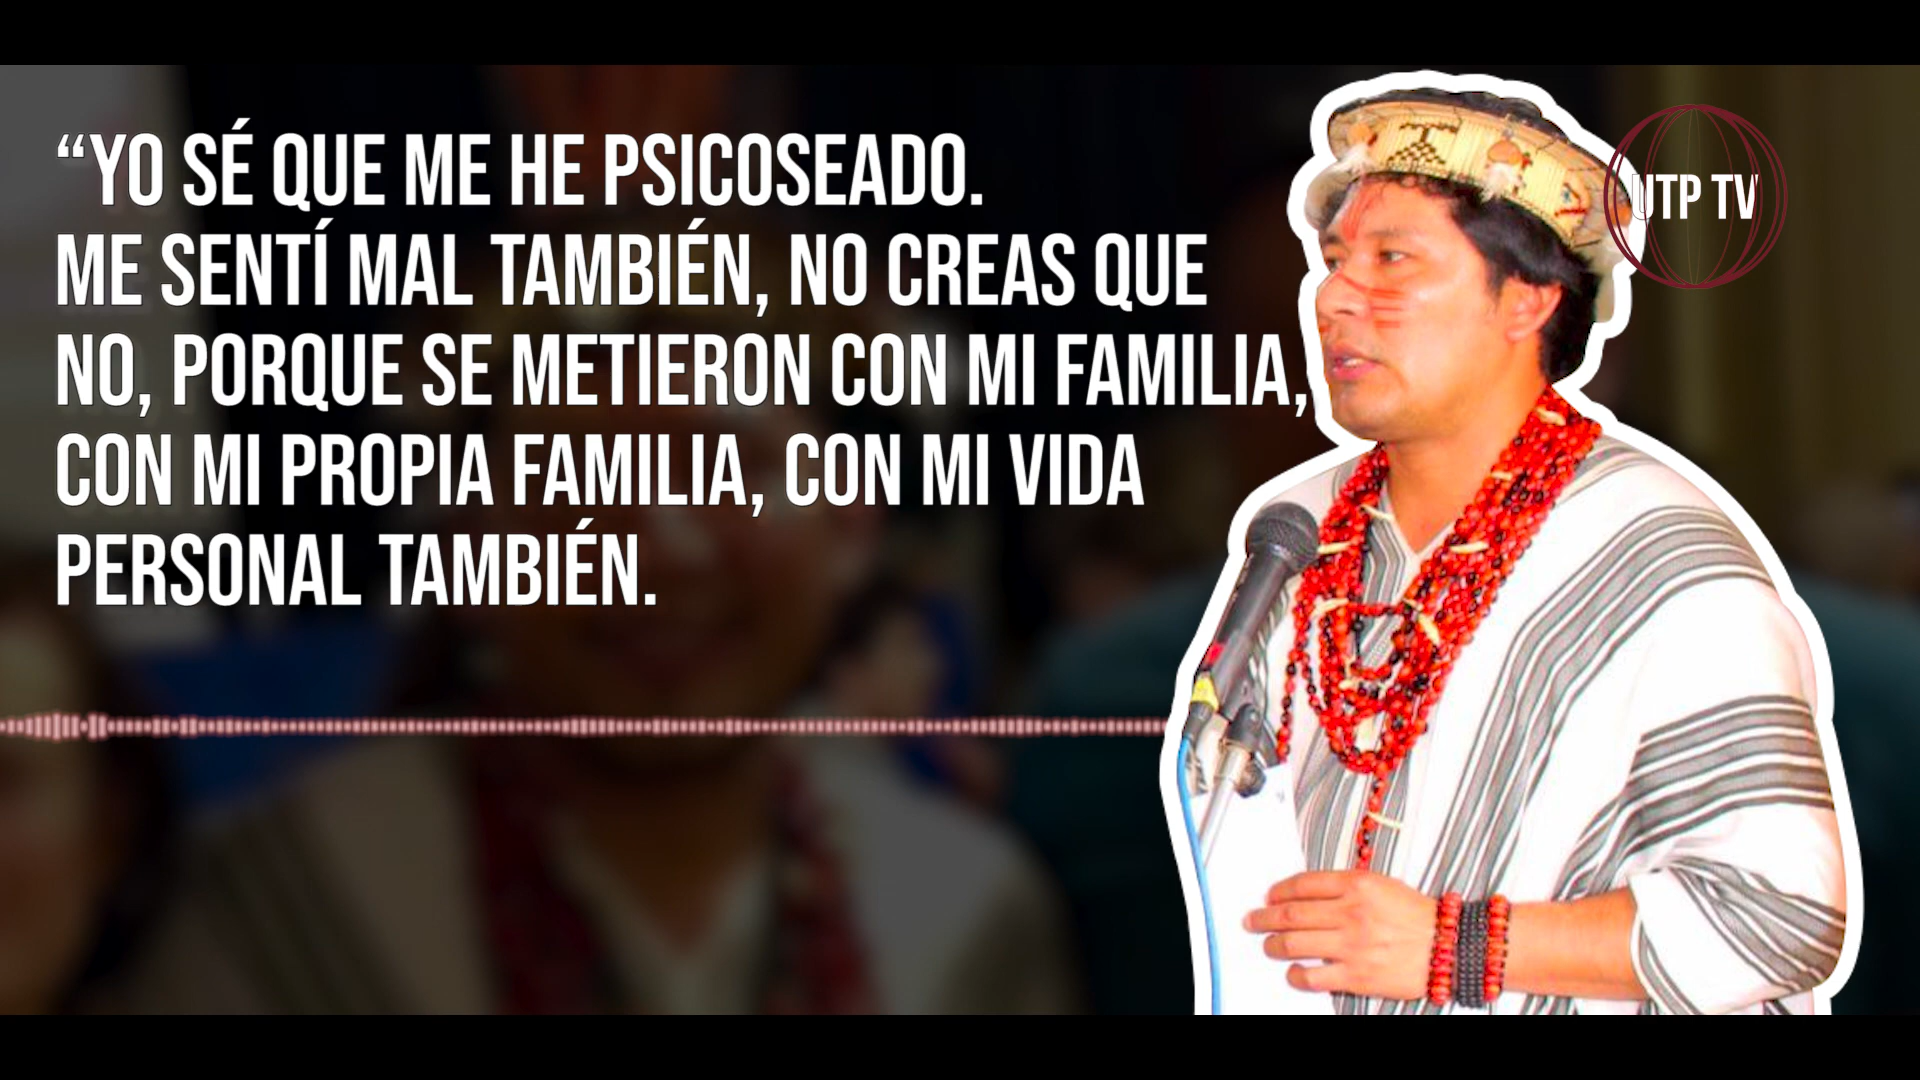 “YO SÉ QUE ME HE PSICOSEADO.
ME SENTÍ MAL TAMBIÉN, NO CREAS QUE
NO, PORQUE SE METIERON CON MI FAMILIA,
CON MI PROPIA FAMILIA, CON MI VIDA
PERSONAL TAMBIÉN.
UTP TV